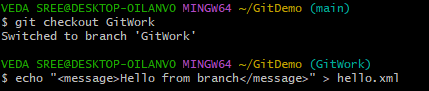 VEDA SREE@DESKTOP-OILANVO MINGW64 ~/GitDemo (main)
$ git checkout GitWork
Switched to branch 'GitWork'
VEDA SREE@DESKTOP-OILANVO MINGW64 ~/GitDemo (GitWork)
$ echo "<message>Hello from branch</message>" > hello.xml